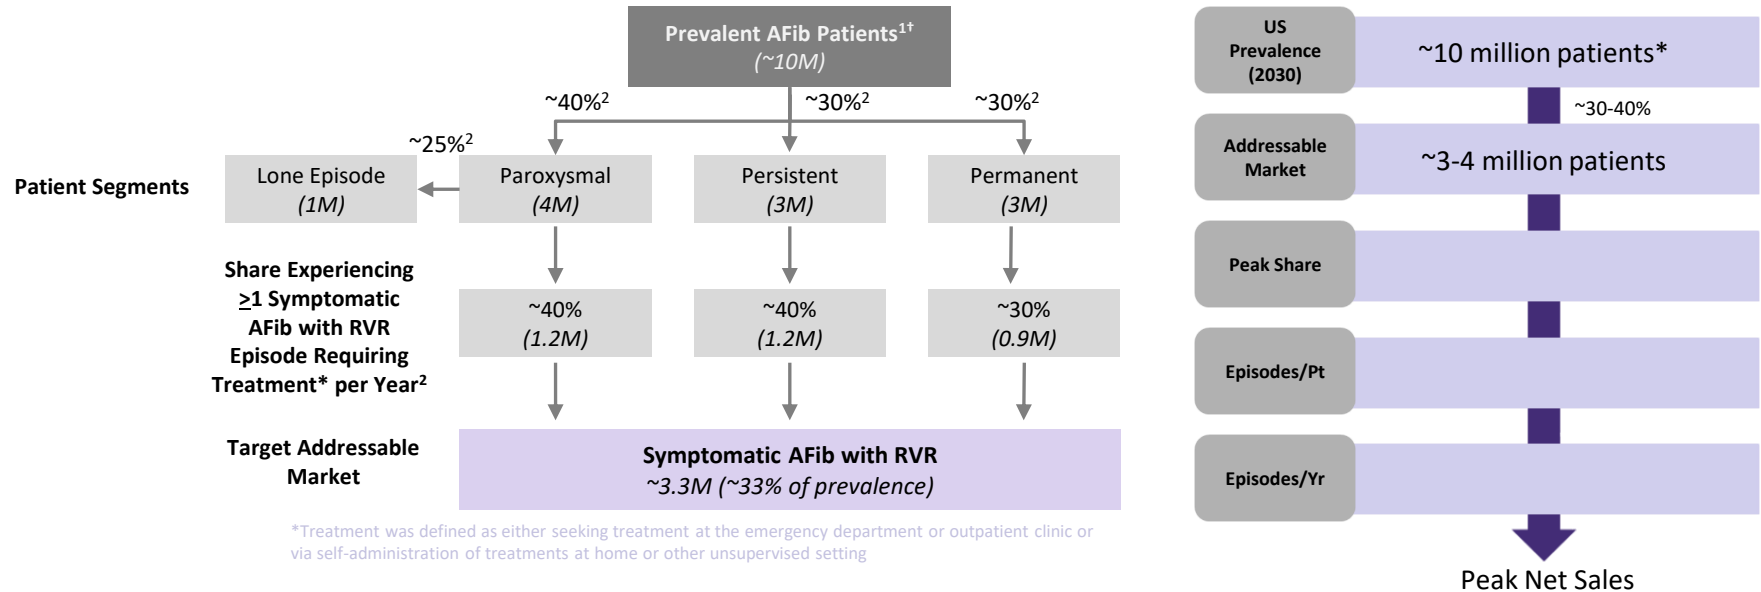 Prevalent AFib Patients¹†
(~10M)
~40%²
~30%²
~30%²
~25%²
Patient Segments
Lone Episode
(1M)
Paroxysmal
(4M)
Persistent
(3M)
Permanent
(3M)
Share Experiencing
≥1 Symptomatic
AFib with RVR
Episode Requiring
Treatment* per Year²
~40%
(1.2M)
~40%
(1.2M)
~30%
(0.9M)
Target Addressable
Market
Symptomatic AFib with RVR
~3.3M (~33% of prevalence)
*Treatment was defined as either seeking treatment at the emergency department or outpatient clinic or
via self-administration of treatments at home or other unsupervised setting
US
Prevalence
(2030)
~10 million patients*
~30-40%
Addressable
Market
~3-4 million patients
Peak Share
Episodes/Pt
Episodes/Yr
Peak Net Sales